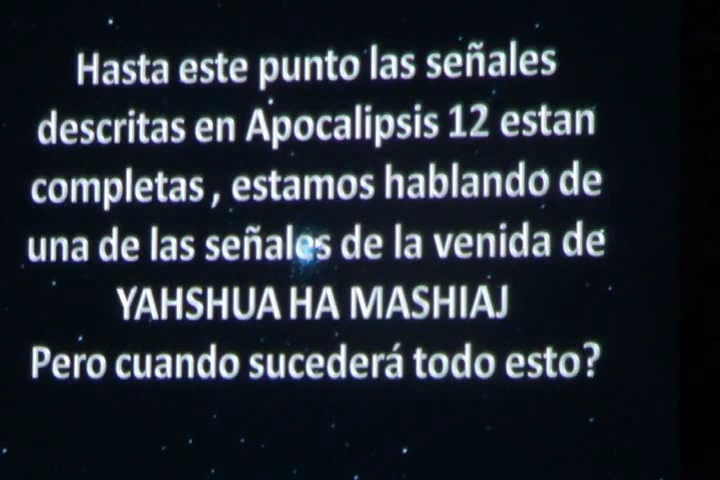 Hasta este punto las señales
descritas en Apocalipsis 12 estan
completas , estamos hablando de
una de las señales de la venida de
YAHSHUA HA MASHIAJ
Pero cuando sucederá todo esto?